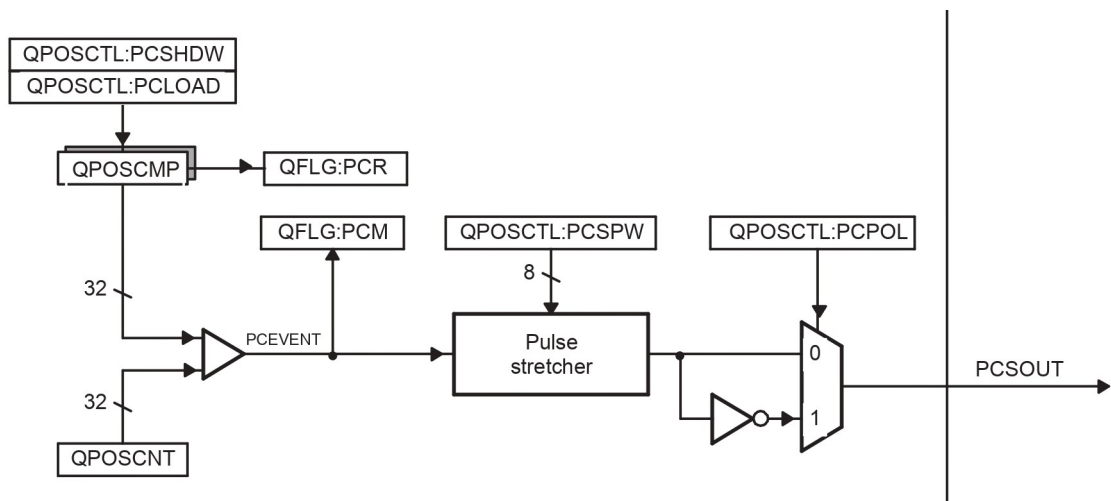 QPOSCTL:PCSHDW
QPOSCTL:PCLOAD
QPOSCMP
QFLG:PCR
QFLG:PCM
QPOSCTL:PCSPW
QPOSCTL:PCPOL
8
32
PCEVENT
Pulse
stretcher
0
PCSOUT
32
1
QPOSCNT